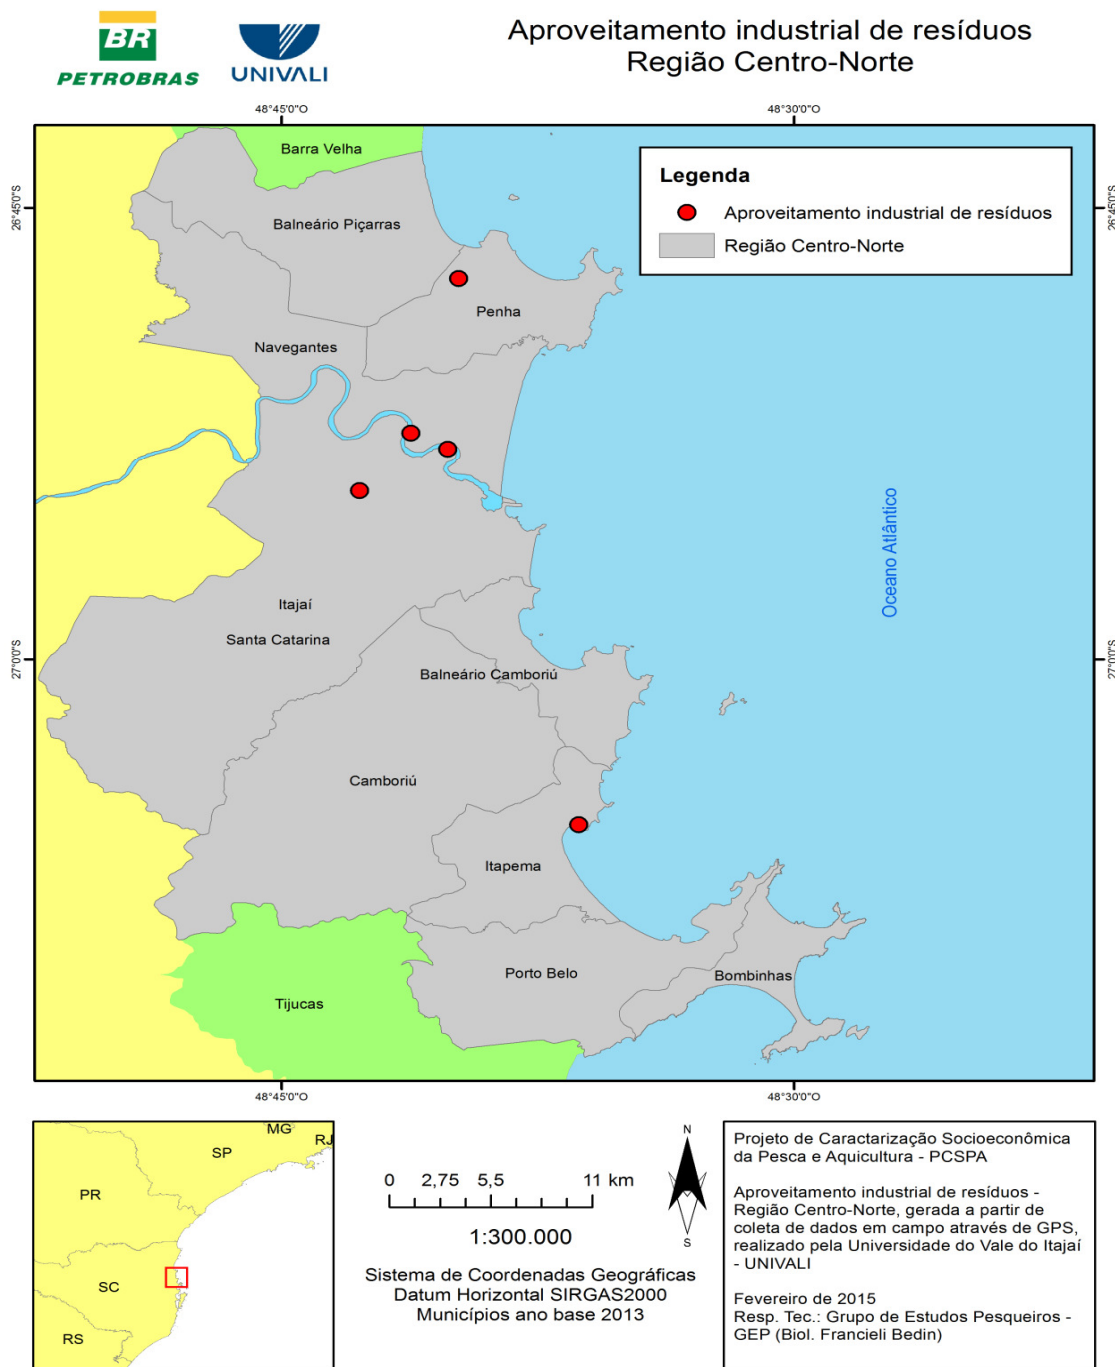 BR
PETROBRAS
UNIVALI
Aproveitamento industrial de resíduos
Região Centro-Norte
48°45'0"O
48°30'0"O
26°45'0"S
26°45'0"S
Legenda
Aproveitamento industrial de resíduos
Região Centro-Norte
Barra Velha
Balneário Piçarras
Penha
Navegantes
Oceano Atlântico
Itajaí
Santa Catarina
27°0'0"S
27°0'0"S
Balneário Camboriú
Camboriú
Itapema
Porto Belo
Bombinhas
Tijucas
48°45'0"O
48°30'0"O
MG
RJ
SP
PR
SC
RS
N
S
0 2,75 5,5 11 km
1:300.000
Sistema de Coordenadas Geográficas
Datum Horizontal SIRGAS2000
Municípios ano base 2013
Projeto de Caractarização Socioeconômica
da Pesca e Aquicultura - PCSPA
Aproveitamento industrial de resíduos -
Região Centro-Norte, gerada a partir de
coleta de dados em campo através de GPS,
realizado pela Universidade do Vale do Itajaí
- UNIVALI
Fevereiro de 2015
Resp. Tec.: Grupo de Estudos Pesqueiros -
GEP (Biol. Francieli Bedin)